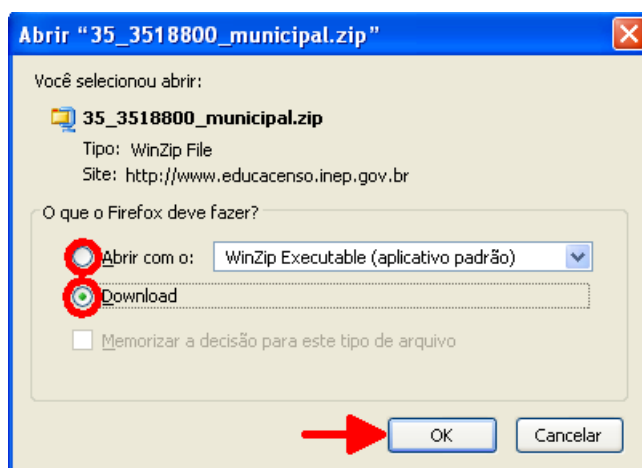 Abrir “35_3518800_municipal.zip”
Você selecionou abrir:
35_3518800_municipal.zip
Tipo: WinZip File
Site: http://www.educacenso.inep.gov.br
O que o Firefox deve fazer?
Abrir com o: WinZip Executable (aplicativo padrão)
Download
Memorizar a decisão para este tipo de arquivo
OK Cancelar